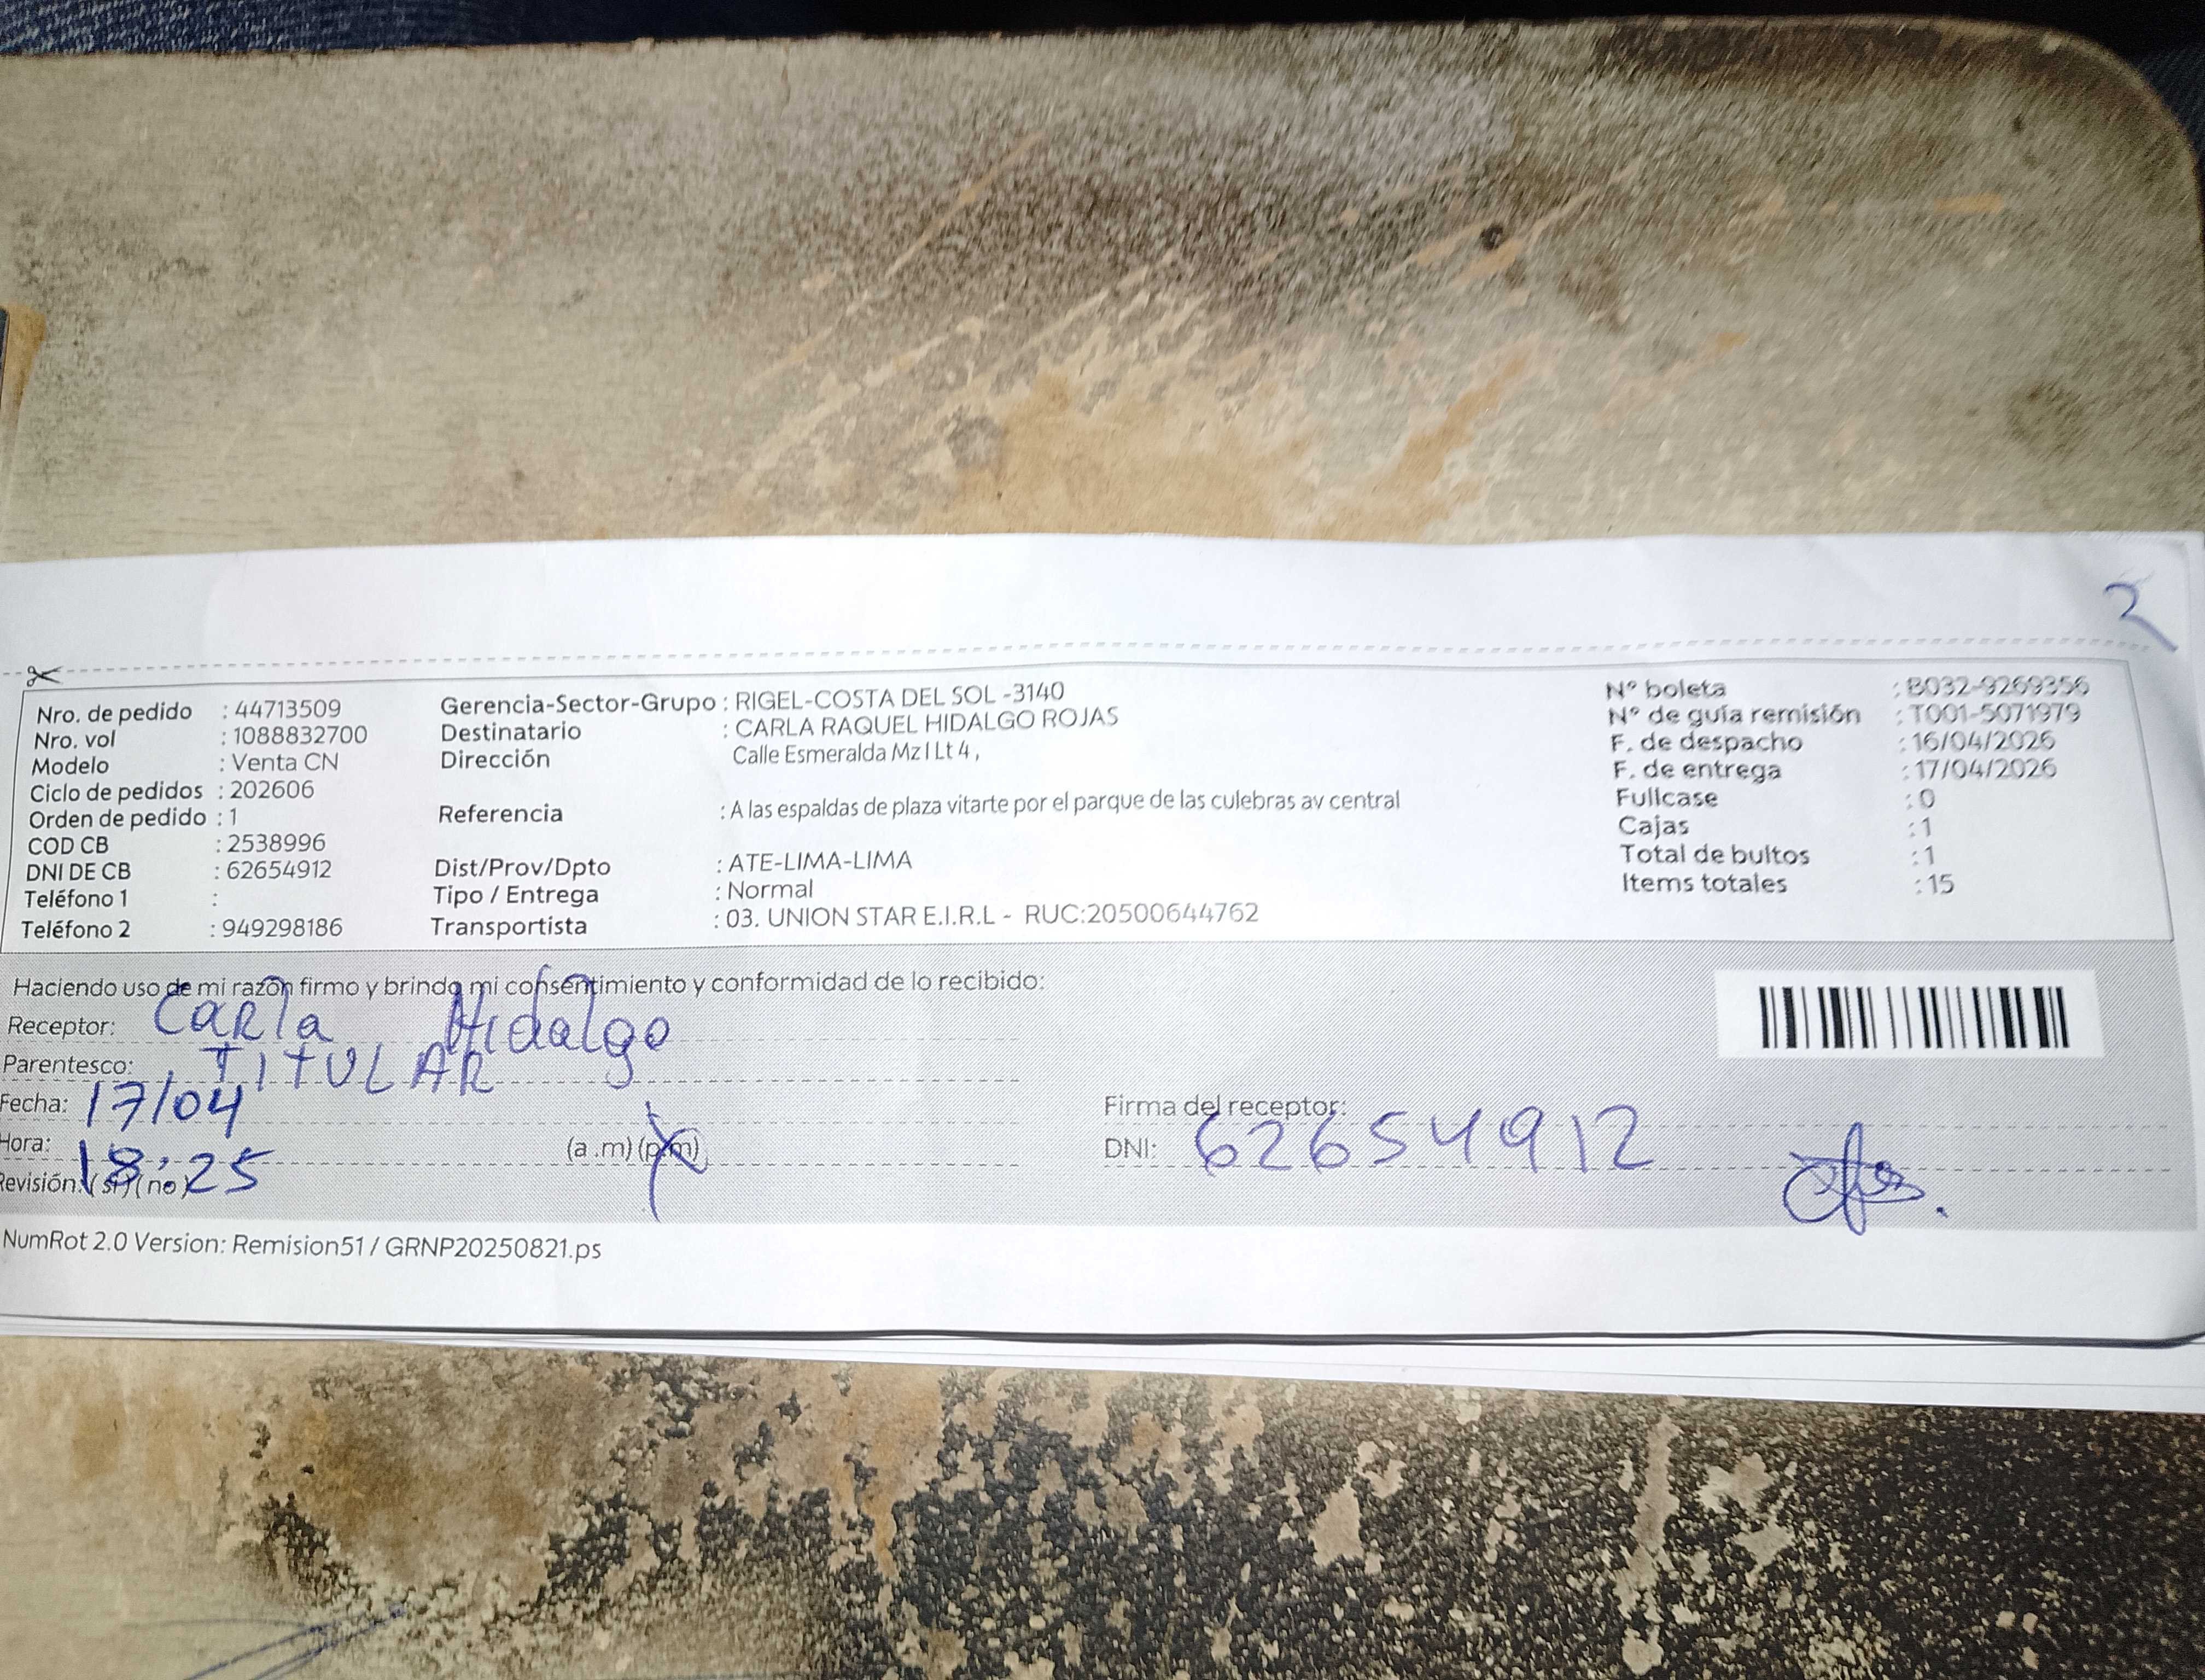 2
Nro. de pedido : 44713509
Nro. vol : 1088832700
Modelo : Venta CN
Ciclo de pedidos : 202606
Orden de pedido : 1
COD CB : 2538996
DNI DE CB : 62654912
Teléfono 1 :
Teléfono 2 : 949298186
Gerencia-Sector-Grupo : RIGEL-COSTA DEL SOL -3140
Destinatario : CARLA RAQUEL HIDALGO ROJAS
Dirección Calle Esmeralda Mz I Lt 4 ,
Referencia : A las espaldas de plaza vitarte por el parque de las culebras av central
Dist/Prov/Dpto : ATE-LIMA-LIMA
Tipo / Entrega : Normal
Transportista : 03. UNION STAR E.I.R.L - RUC:20500644762
N° boleta : B032-9269356
N° de guía remisión : T001-5071979
F. de despacho : 16/04/2026
F. de entrega : 17/04/2026
Fullcase : 0
Cajas : 1
Total de bultos : 1
Items totales : 15
Haciendo uso de mi razón firmo y brindo mi consentimiento y conformidad de lo recibido:
Receptor: Carla Hidalgo
Parentesco: TITULAR
Fecha: 17/04
Hora: 18:25 (a.m) (p.m)
Revisión: (si) (no)
Firma del receptor:
DNI: 62654912
NumRot 2.0 Version: Remision51 / GRNP20250821.ps